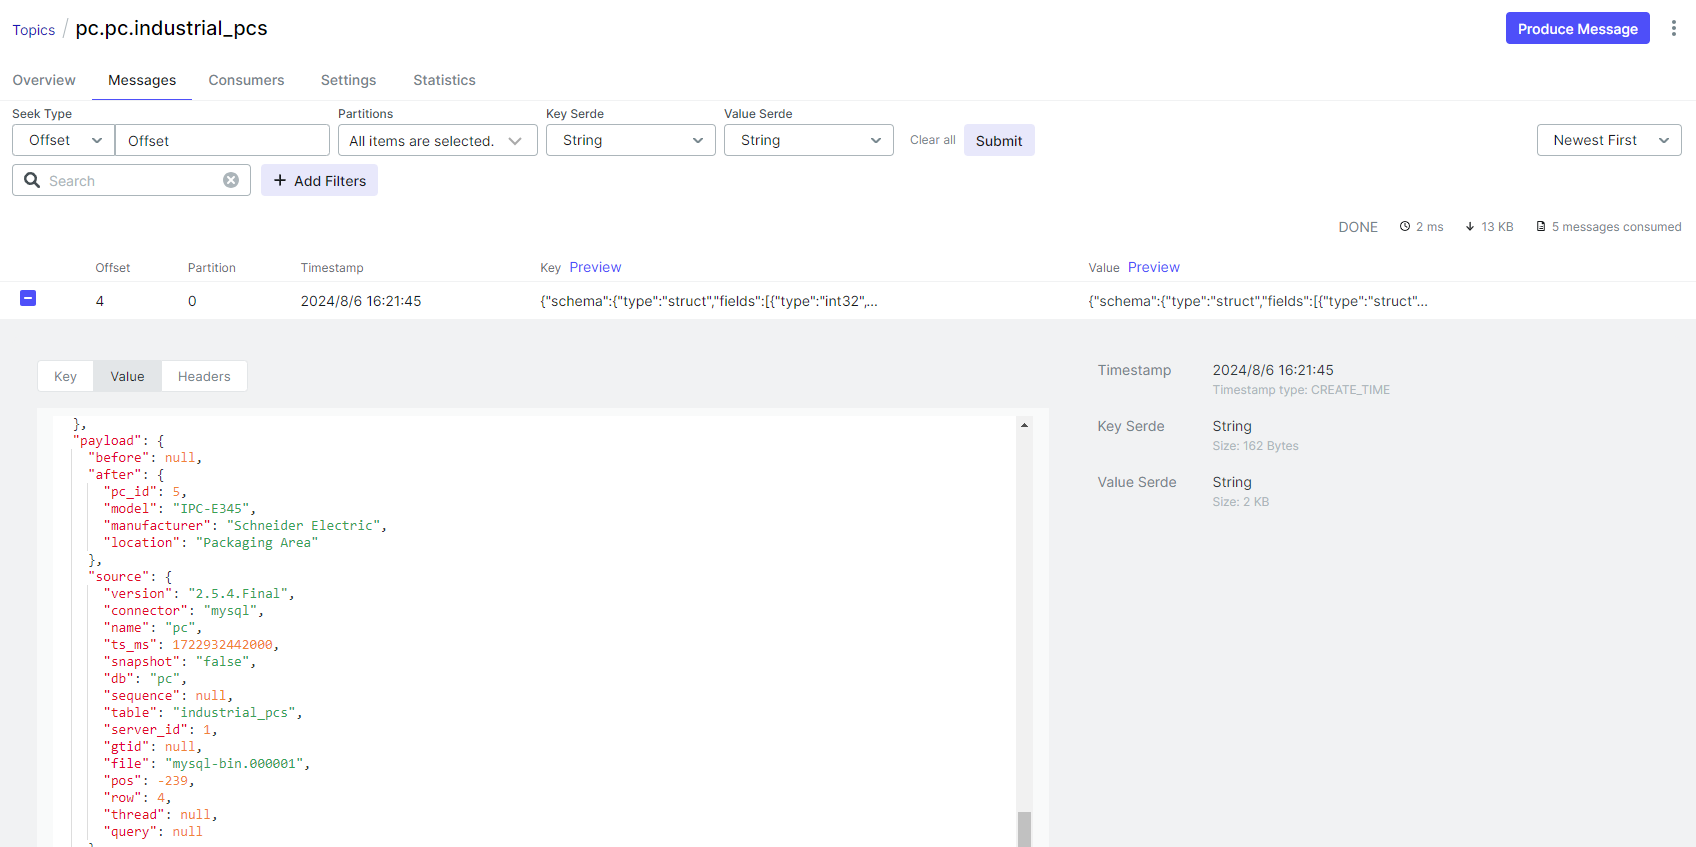 Topics / pc.pc.industrial_pcs
Produce Message
Overview Messages Consumers Settings Statistics
Seek Type Partitions Key Serde Value Serde
Offset Offset All items are selected. String String Clear all Submit Newest First
Search + Add Filters
DONE 2 ms 13 KB 5 messages consumed
Offset Partition Timestamp Key Preview Value Preview
4 0 2024/8/6 16:21:45 {"schema":{"type":"struct","fields":[{"type":"int32",... {"schema":{"type":"struct","fields":[{"type":"struct"...
Key Value Headers
},
"payload": {
"before": null,
"after": {
"pc_id": 5,
"model": "IPC-E345",
"manufacturer": "Schneider Electric",
"location": "Packaging Area"
},
"source": {
"version": "2.5.4.Final",
"connector": "mysql",
"name": "pc",
"ts_ms": 1722932442000,
"snapshot": "false",
"db": "pc",
"sequence": null,
"table": "industrial_pcs",
"server_id": 1,
"gtid": null,
"file": "mysql-bin.000001",
"pos": -239,
"row": 4,
"thread": null,
"query": null
Timestamp 2024/8/6 16:21:45
Timestamp type: CREATE_TIME
Key Serde String
Size: 162 Bytes
Value Serde String
Size: 2 KB